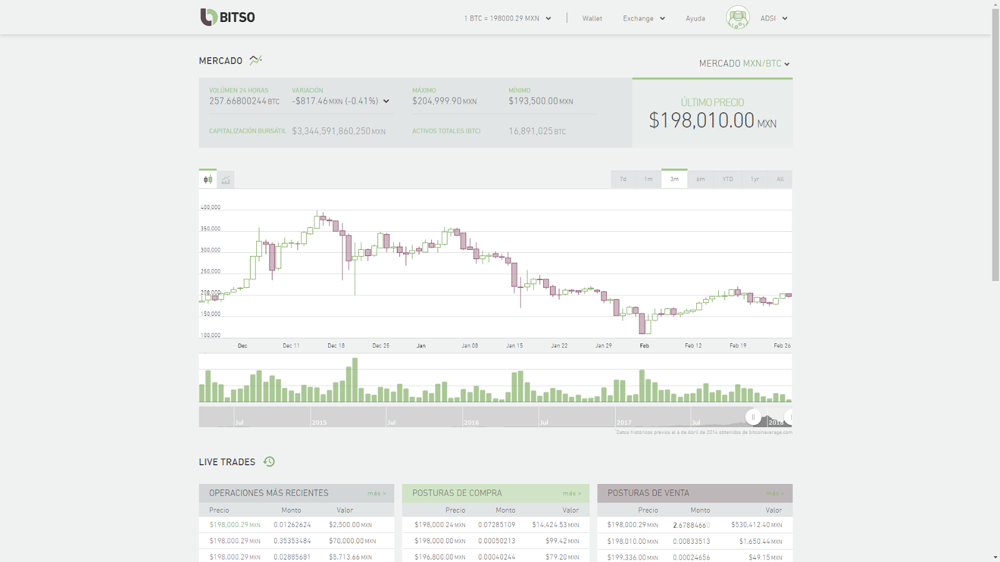 BITSO
1 BTC = 198000.29 MXN
Wallet
Exchange
Ayuda
ADSI
MERCADO
MERCADO MXN/BTC
VOLÚMEN 24 HORAS
257.66800244 BTC
VARIACIÓN
-$817.46 MXN (-0.41%)
MÁXIMO
$204,999.90 MXN
MÍNIMO
$193,500.00 MXN
CAPITALIZACIÓN BURSÁTIL
$3,344,591,860,250 MXN
ACTIVOS TOTALES (BTC)
16,891,025 BTC
ÚLTIMO PRECIO
$198,010.00 MXN
7d 1m 3m 6m YTD 1yr All
400,000
350,000
300,000
250,000
200,000
150,000
100,000
Dec Dec 11 Dec 18 Dec 25 Jan Jan 08 Jan 15 Jan 22 Jan 29 Feb Feb 12 Feb 19 Feb 26
Jul 2015 Jul 2016 Jul 2017 Jul 2018
*Datos históricos previos el 6 de Abril de 2014 obtenidos de bitcoinaverage.com
LIVE TRADES
OPERACIONES MÁS RECIENTES más >
Precio Monto Valor
$198,000.29 MXN 0.01262624 $2,500.00 MXN
$198,000.29 MXN 0.35353484 $70,000.00 MXN
$198,000.29 MXN 0.02885681 $5,713.66 MXN
POSTURAS DE COMPRA más >
Precio Monto Valor
$198,000.24 MXN 0.07285109 $14,424.53 MXN
$198,000.00 MXN 0.00050213 $99.42 MXN
$196,800.00 MXN 0.00040244 $79.20 MXN
POSTURAS DE VENTA más >
Precio Monto Valor
$198,000.29 MXN 2.67884660 $530,412.40 MXN
$198,010.00 MXN 0.00833513 $1,650.44 MXN
$199,336.00 MXN 0.00024656 $49.15 MXN